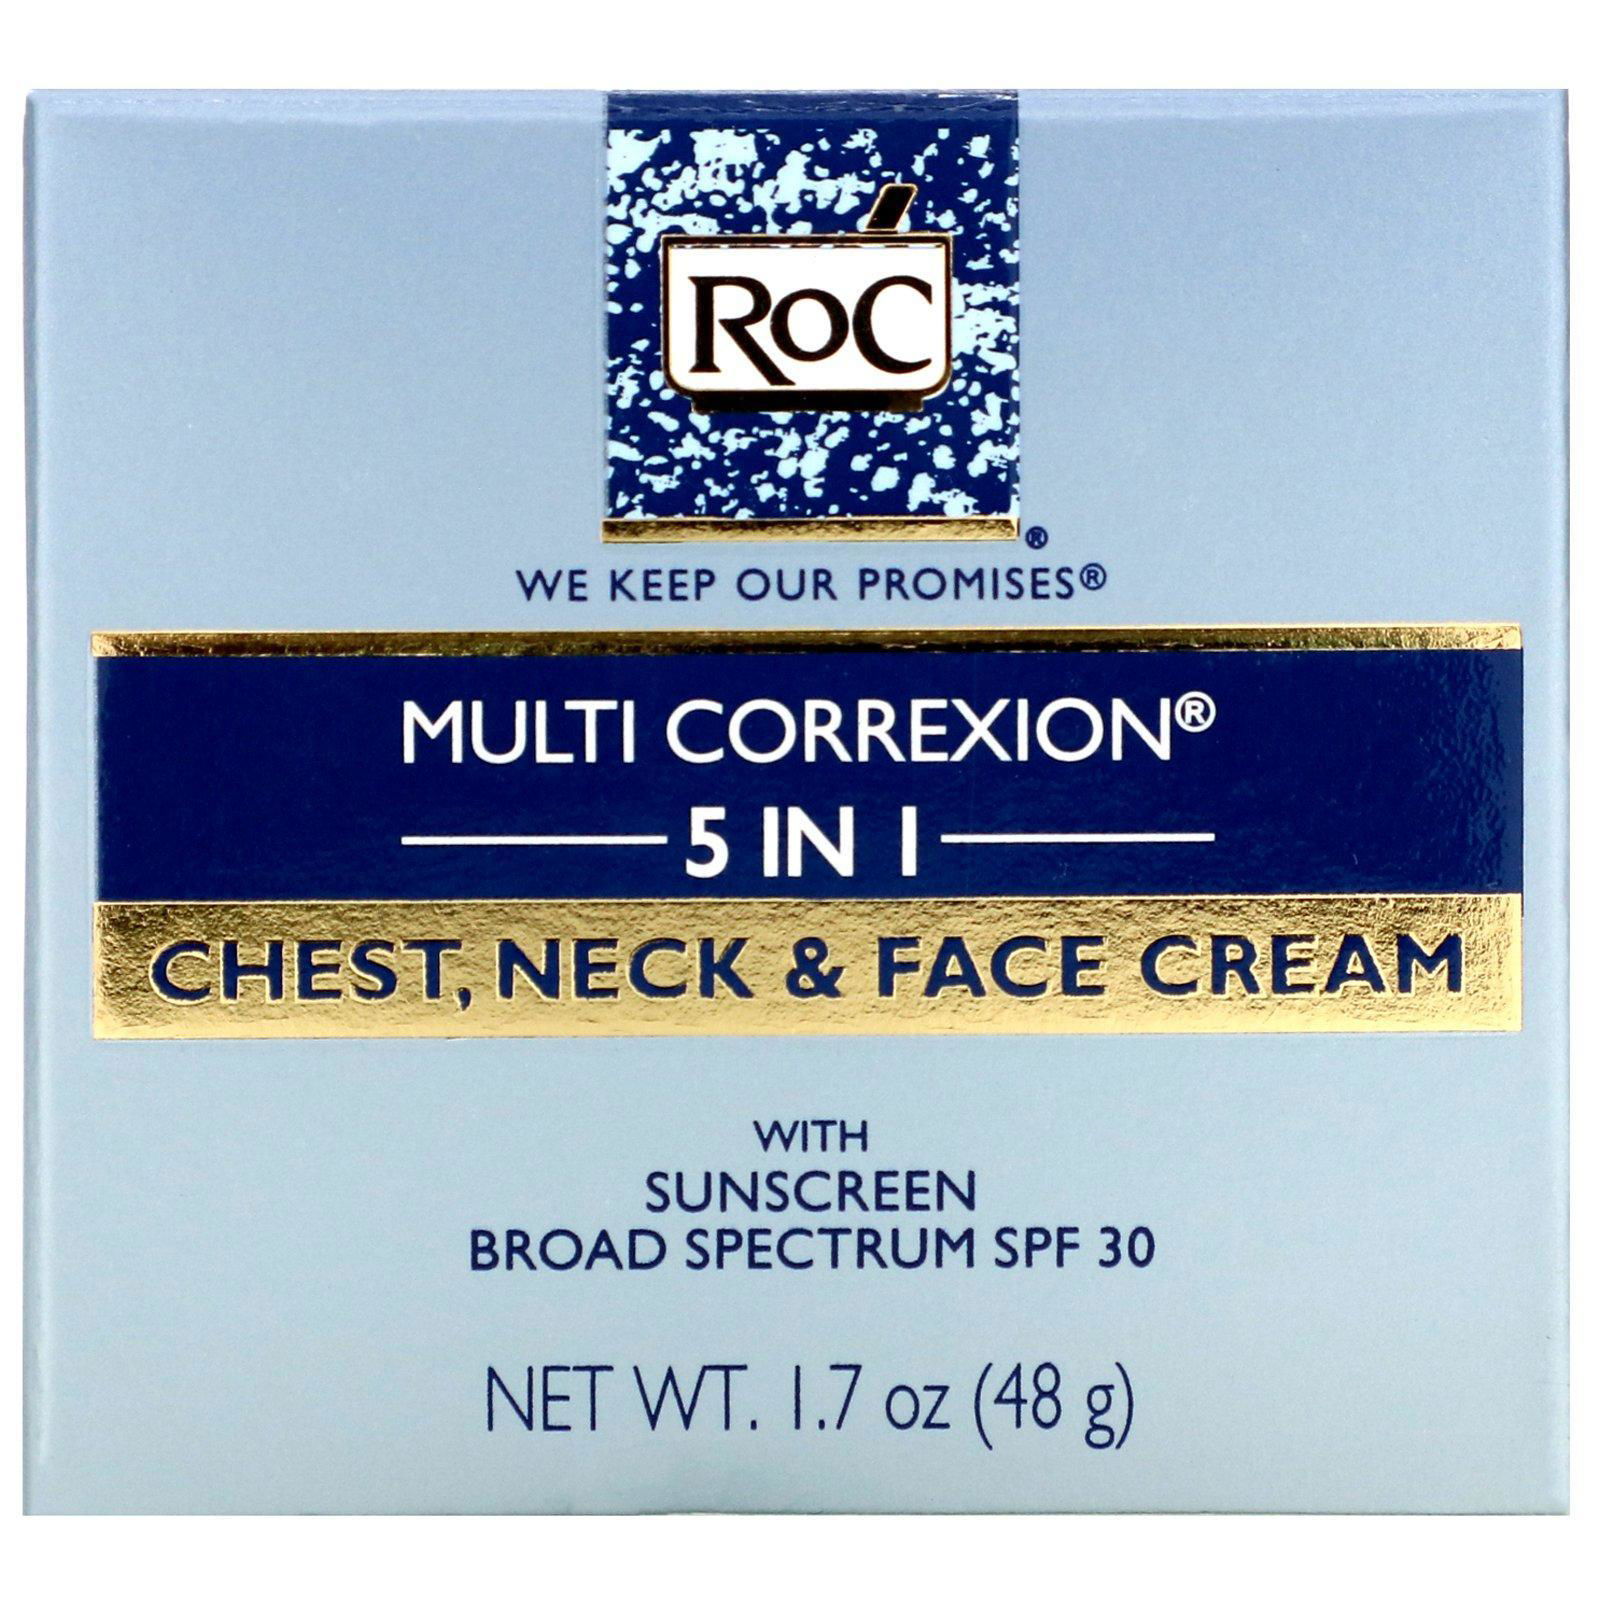 RoC
®
WE KEEP OUR PROMISES®
MULTI CORREXION®
5 IN 1
CHEST, NECK & FACE CREAM
WITH
SUNSCREEN
BROAD SPECTRUM SPF 30
NET WT. 1.7 oz (48 g)